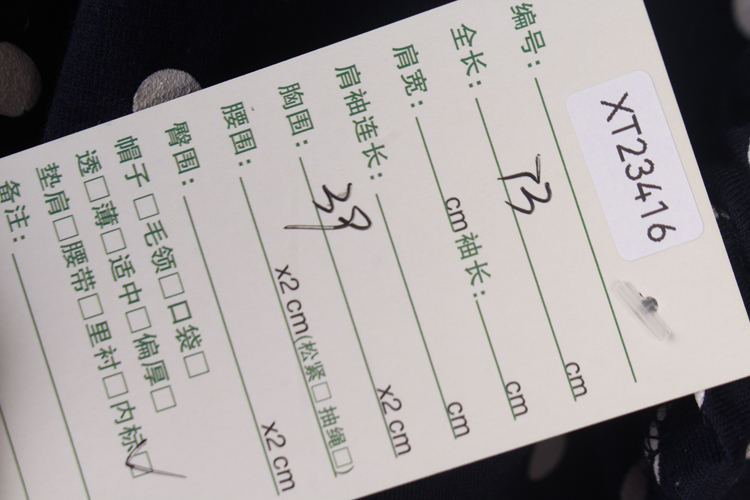 编号: XT23416
全长: 73 cm
肩宽: cm 袖长: cm
肩袖连长: cm
胸围: 39 x2 cm
腰围: x2 cm(松紧□ 抽绳□)
臀围: x2 cm
帽子□毛领□口袋□
透□薄□适中□偏厚□
垫肩□腰带□里衬□内标☑
备注: